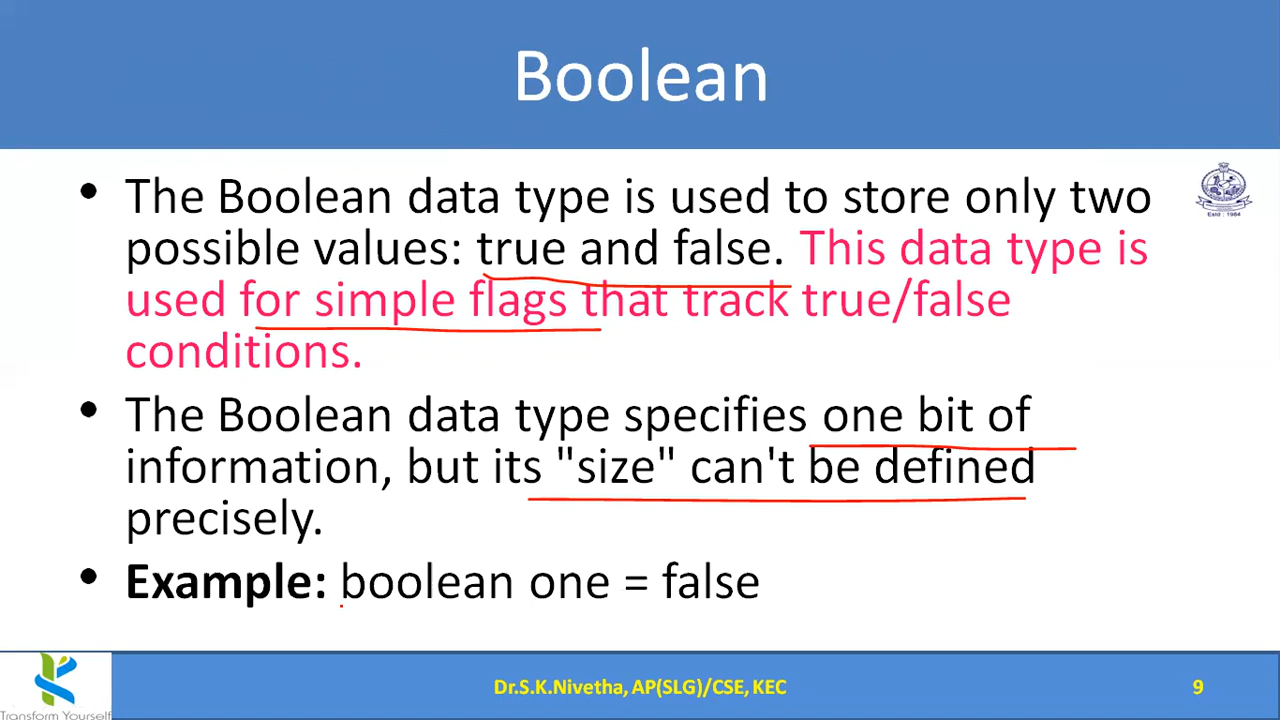 Boolean
• The Boolean data type is used to store only two
possible values: true and false. This data type is
used for simple flags that track true/false
conditions.
• The Boolean data type specifies one bit of
information, but its "size" can't be defined
precisely.
• Example: boolean one = false
Estd : 1984
Transform Yourself
Dr.S.K.Nivetha, AP(SLG)/CSE, KEC
9